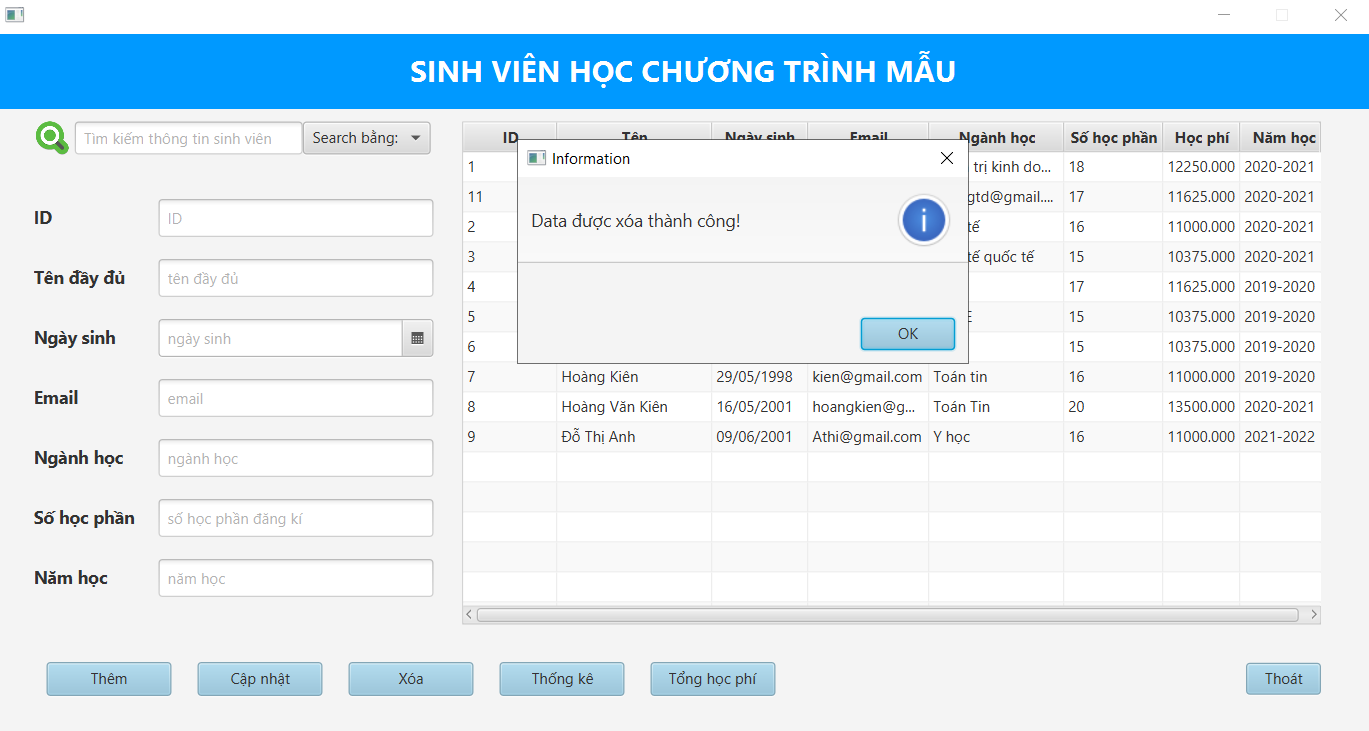 SINH VIÊN HỌC CHƯƠNG TRÌNH MẪU
Tìm kiếm thông tin sinh viên Search bằng:
ID ID
Tên đầy đủ tên đầy đủ
Ngày sinh ngày sinh
Email email
Ngành học ngành học
Số học phần số học phần đăng kí
Năm học năm học
ID Tên Ngày sinh Email Ngành học Số học phần Học phí Năm học
1 trị kinh do... 18 12250.000 2020-2021
11 gtd@gmail.... 17 11625.000 2020-2021
2 tế 16 11000.000 2020-2021
3 tế quốc tế 15 10375.000 2020-2021
4 17 11625.000 2019-2020
5 15 10375.000 2019-2020
6 15 10375.000 2019-2020
7 Hoàng Kiên 29/05/1998 kien@gmail.com Toán tin 16 11000.000 2019-2020
8 Hoàng Văn Kiên 16/05/2001 hoangkien@g... Toán Tin 20 13500.000 2020-2021
9 Đỗ Thị Anh 09/06/2001 Athi@gmail.com Y học 16 11000.000 2021-2022
Information
Data được xóa thành công!
OK
Thêm Cập nhật Xóa Thống kê Tổng học phí Thoát